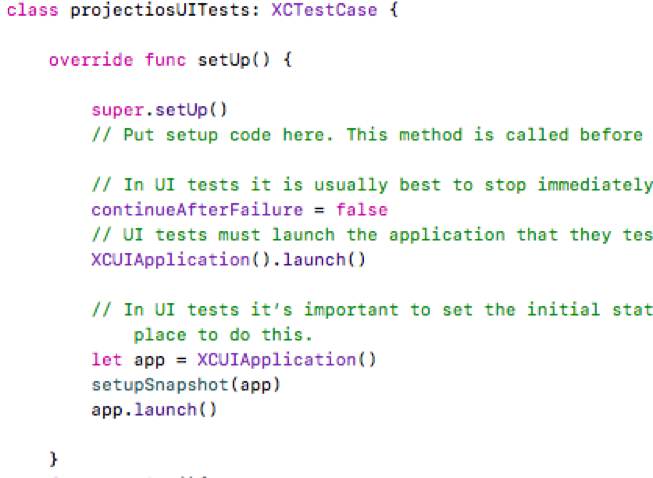 class projectiosUITests: XCTestCase {
override func setUp() {
super.setUp()
// Put setup code here. This method is called before
// In UI tests it is usually best to stop immediately
continueAfterFailure = false
// UI tests must launch the application that they tes
XCUIApplication().launch()
// In UI tests it’s important to set the initial stat
place to do this.
let app = XCUIApplication()
setupSnapshot(app)
app.launch()
}